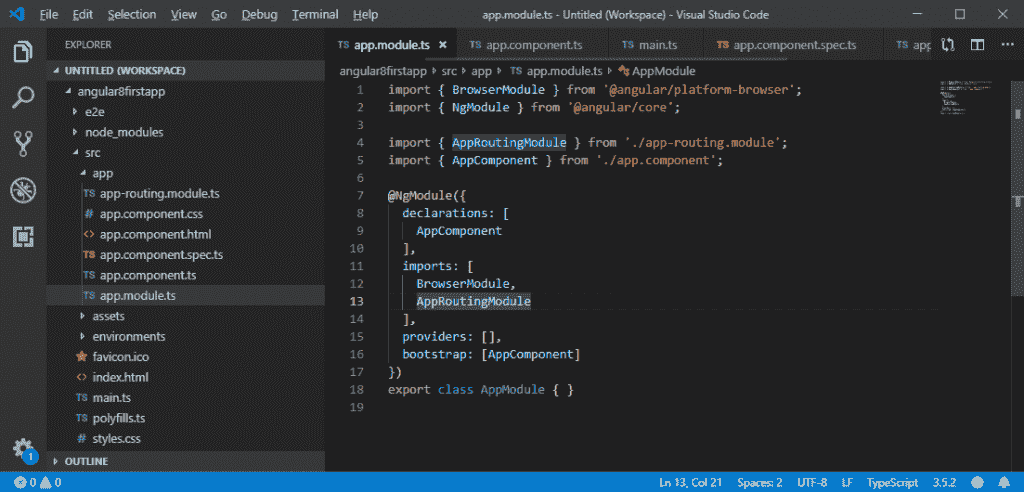 File Edit Selection View Go Debug Terminal Help
app.module.ts - Untitled (Workspace) - Visual Studio Code
EXPLORER
UNTITLED (WORKSPACE)
angular8firstapp
e2e
node_modules
src
app
TS app-routing.module.ts
# app.component.css
<> app.component.html
TS app.component.spec.ts
TS app.component.ts
TS app.module.ts
assets
environments
favicon.ico
<> index.html
TS main.ts
TS polyfills.ts
# styles.css
OUTLINE
1
TS app.module.ts × TS app.component.ts TS main.ts TS app.component.spec.ts TS app
angular8firstapp › src › app › TS app.module.ts › AppModule
1 import { BrowserModule } from '@angular/platform-browser';
2 import { NgModule } from '@angular/core';
3
4 import { AppRoutingModule } from './app-routing.module';
5 import { AppComponent } from './app.component';
6
7 @NgModule({
8 declarations: [
9 AppComponent
10 ],
11 imports: [
12 BrowserModule,
13 AppRoutingModule
14 ],
15 providers: [],
16 bootstrap: [AppComponent]
17 })
18 export class AppModule { }
19
0 0 Ln 13, Col 21 Spaces: 2 UTF-8 LF TypeScript 3.5.2